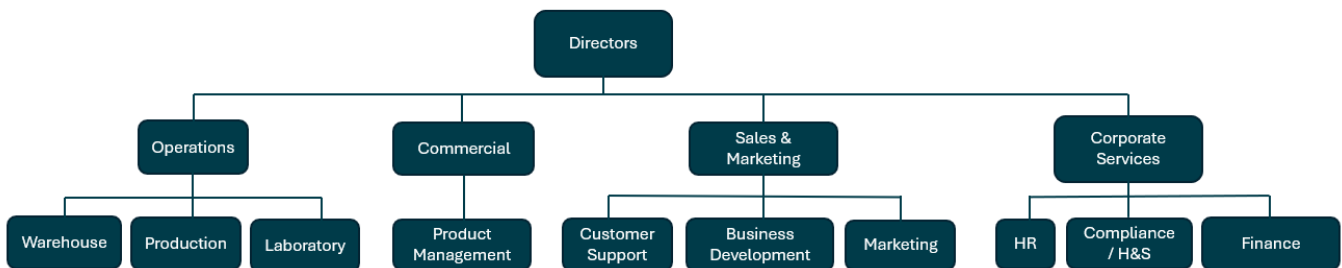 Directors
Operations
Commercial
Sales &
Marketing
Corporate
Services
Warehouse
Production
Laboratory
Product
Management
Customer
Support
Business
Development
Marketing
HR
Compliance
/ H&S
Finance